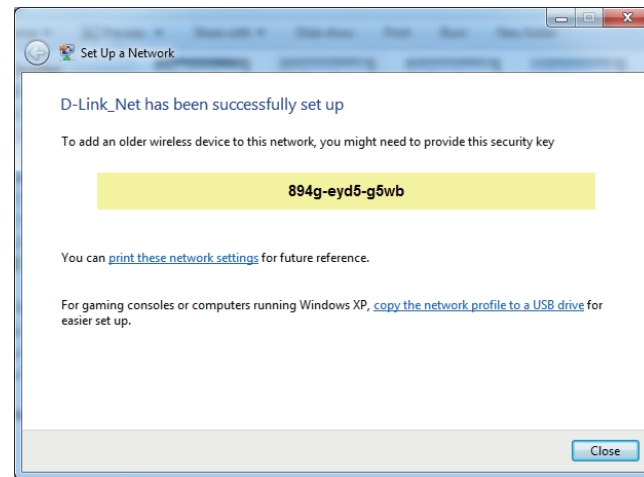 Set Up a Network
D-Link_Net has been successfully set up
To add an older wireless device to this network, you might need to provide this security key
894g-eyd5-g5wb
You can print these network settings for future reference.
For gaming consoles or computers running Windows XP, copy the network profile to a USB drive for
easier set up.
Close